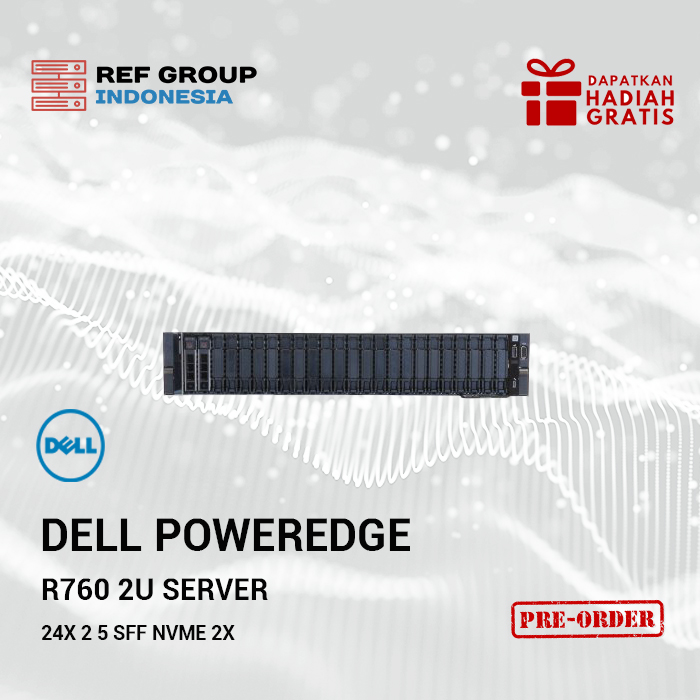 REF GROUP
INDONESIA
DAPATKAN
HADIAH
GRATIS
DELL
DELL POWEREDGE
R760 2U SERVER
24X 2 5 SFF NVME 2X
PRE-ORDER